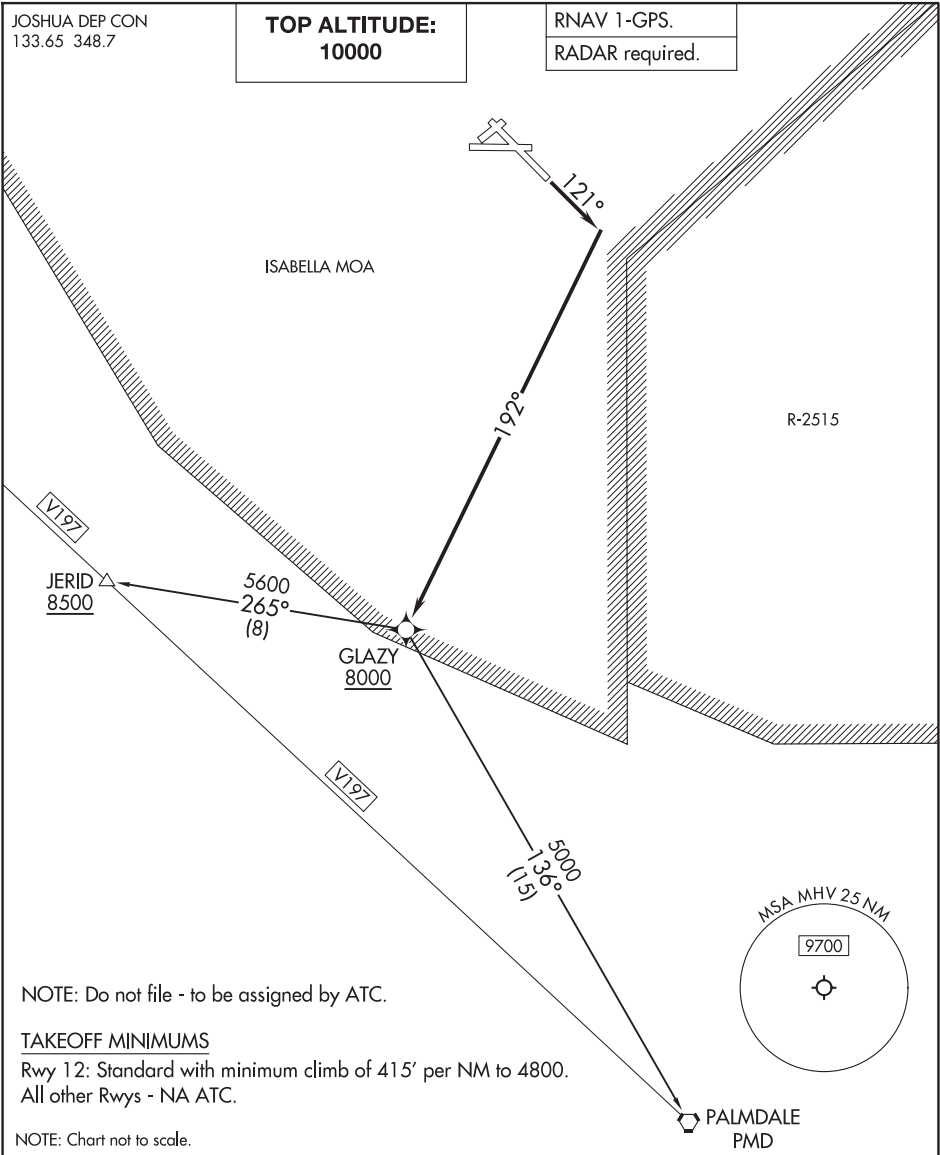 JOSHUA DEP CON
133.65 348.7
TOP ALTITUDE:
10000
RNAV 1-GPS.
RADAR required.
121°
ISABELLA MOA
192°
R-2515
V197
JERID
8500
5600
265°
(8)
GLAZY
8000
V197
5000
136°
(15)
MSA MHV 25 NM
9700
NOTE: Do not file - to be assigned by ATC.
TAKEOFF MINIMUMS
Rwy 12: Standard with minimum climb of 415' per NM to 4800.
All other Rwys - NA ATC.
PALMDALE
PMD
NOTE: Chart not to scale.